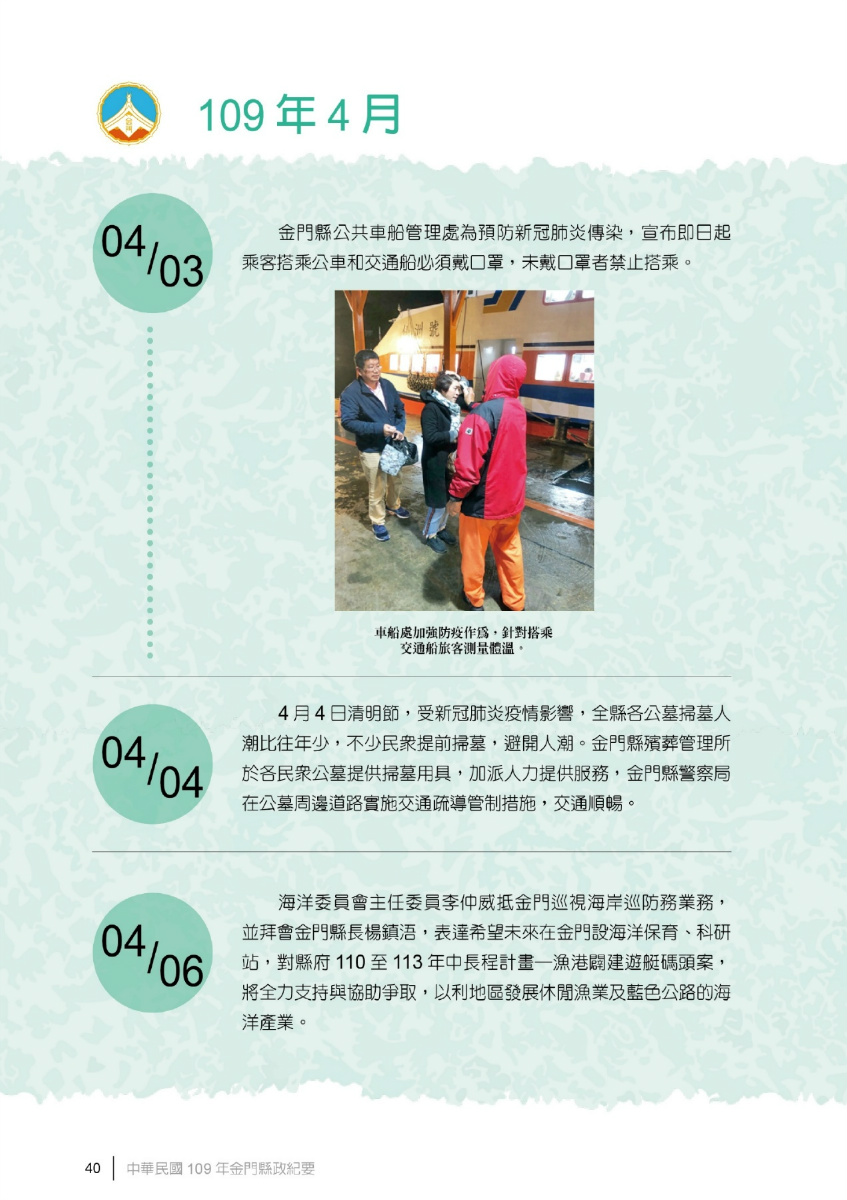 109 年 4 月
04/03
金門縣公共車船管理處為預防新冠肺炎傳染，宣布即日起
乘客搭乘公車和交通船必須戴口罩，未戴口罩者禁止搭乘。
號
車船處加強防疫作為，針對搭乘
交通船旅客測量體溫。
04/04
4 月 4 日清明節，受新冠肺炎疫情影響，全縣各公墓掃墓人
潮比往年少，不少民眾提前掃墓，避開人潮。金門縣殯葬管理所
於各民眾公墓提供掃墓用具，加派人力提供服務，金門縣警察局
在公墓周邊道路實施交通疏導管制措施，交通順暢。
04/06
海洋委員會主任委員李仲威抵金門巡視海岸巡防務業務，
並拜會金門縣長楊鎮浯，表達希望未來在金門設海洋保育、科研
站，對縣府 110 至 113 年中長程計畫—漁港闢建遊艇碼頭案，
將全力支持與協助爭取，以利地區發展休閒漁業及藍色公路的海
洋產業。
40
中華民國 109 年金門縣政紀要